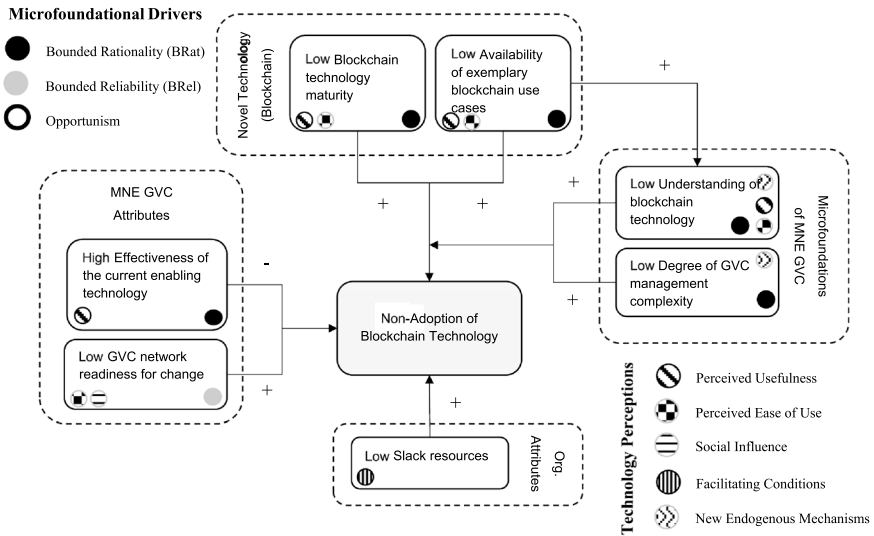 Microfoundational Drivers
Bounded Rationality (BRat)
Bounded Reliability (BRel)
Opportunism
Novel Technology
(Blockchain)
Low Blockchain
technology
maturity
Low Availability
of exemplary
blockchain use
cases
+
+
+
MNE GVC
Attributes
High Effectiveness of
the current enabling
technology
-
Low GVC network
readiness for change
+
Non-Adoption of
Blockchain Technology
+
Low Understanding of
blockchain
technology
+
Low Degree of GVC
management
complexity
+
Microfoundations
of MNE GVC
Low Slack resources
Org.
Attributes
Technology Perceptions
Perceived Usefulness
Perceived Ease of Use
Social Influence
Facilitating Conditions
New Endogenous Mechanisms